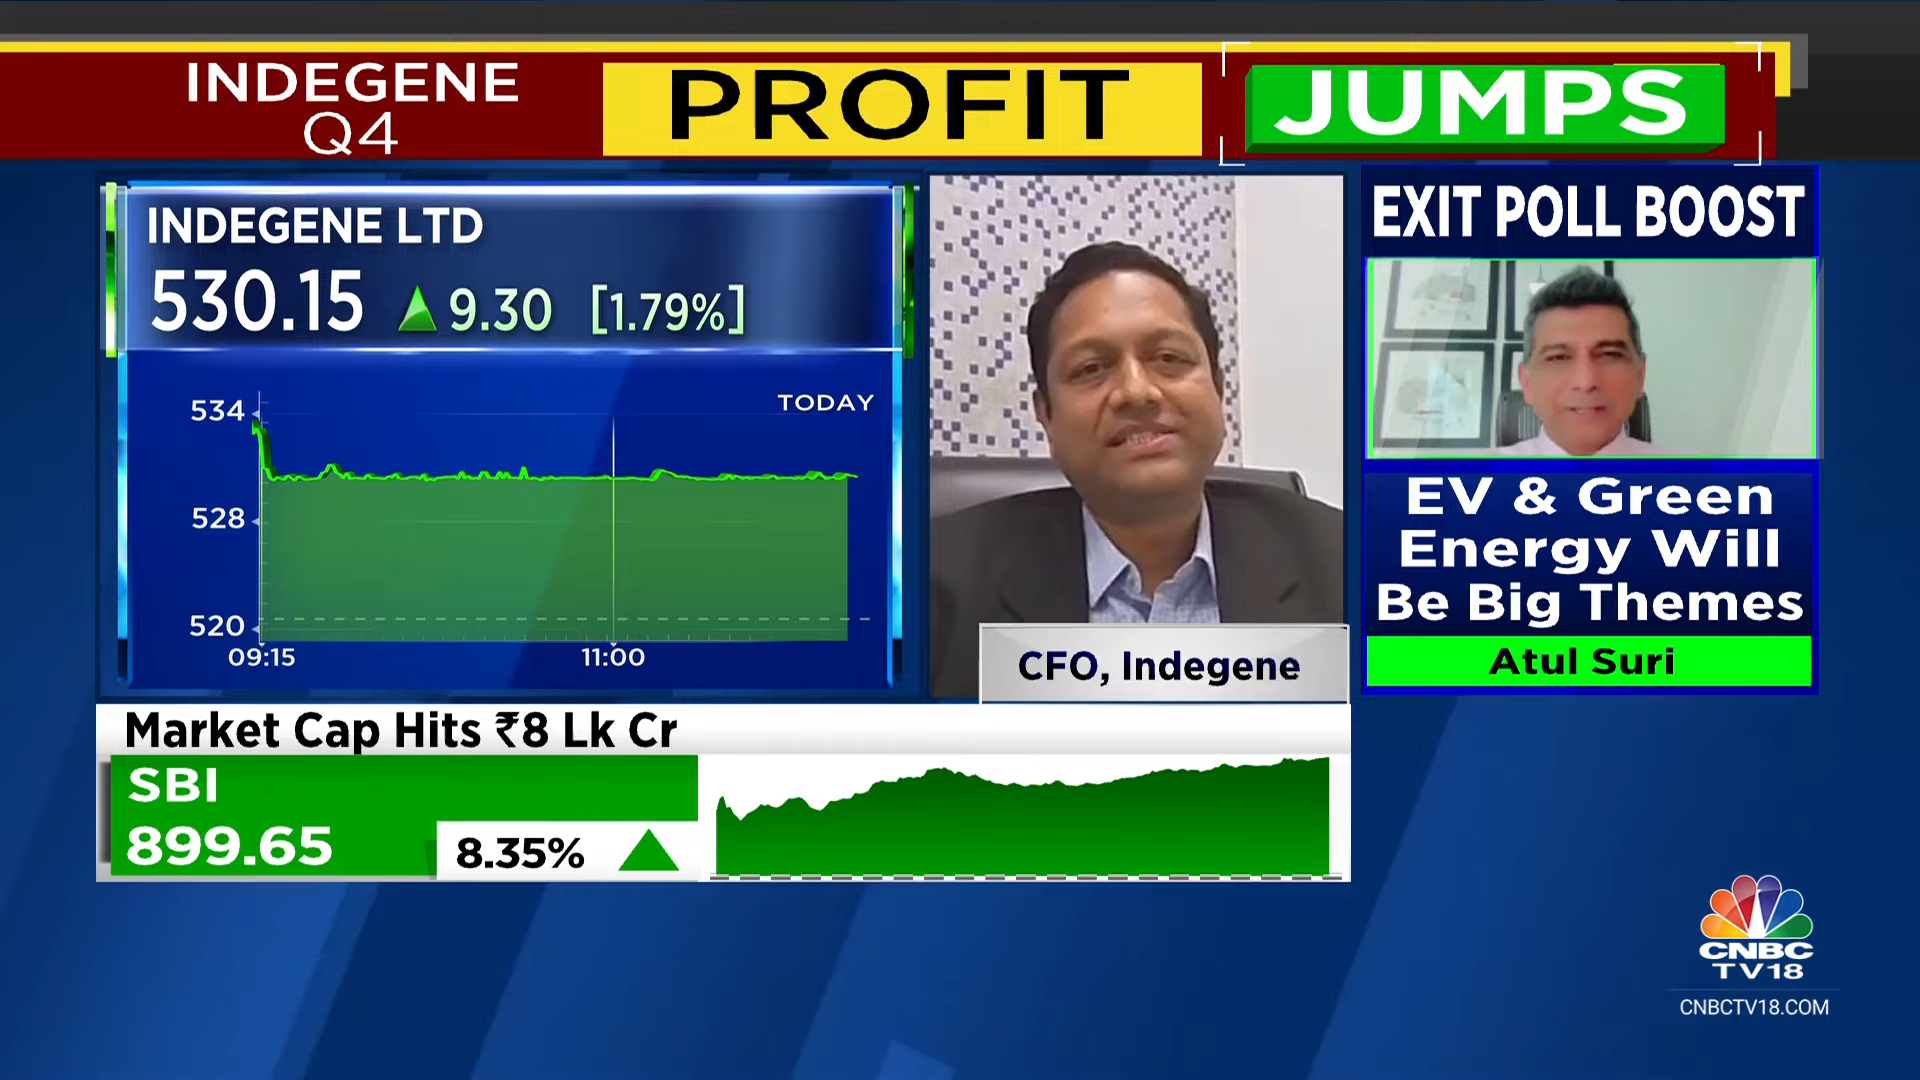 INDEGENE
Q4
PROFIT
JUMPS
INDEGENE LTD
530.15 ▲ 9.30 [1.79%]
TODAY
534
528
520
09:15 11:00
CFO, Indegene
EXIT POLL BOOST
EV & Green
Energy Will
Be Big Themes
Atul Suri
Market Cap Hits ₹8 Lk Cr
SBI
899.65
8.35% ▲
CNBC
TV18
CNBCTV18.COM